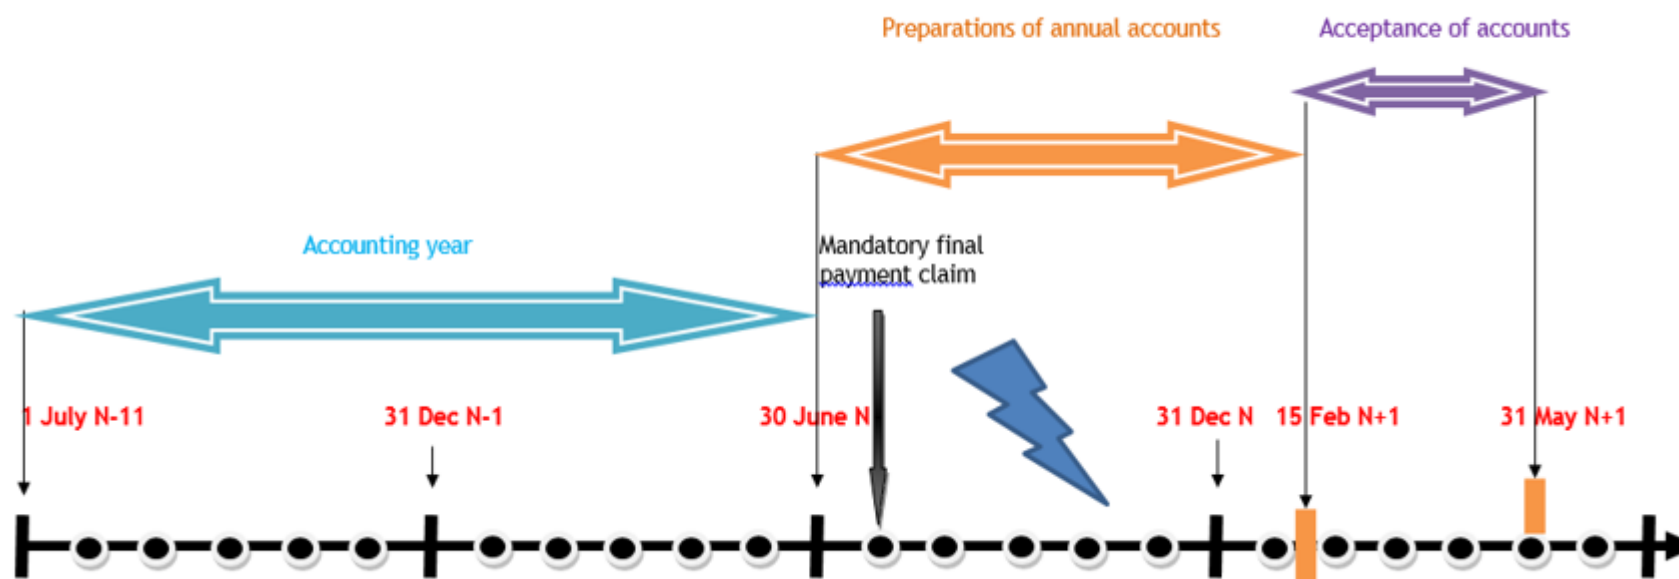 Preparations of annual accounts
Acceptance of accounts
Accounting year
Mandatory final
payment claim
1 July N-11
31 Dec N-1
30 June N
31 Dec N
15 Feb N+1
31 May N+1